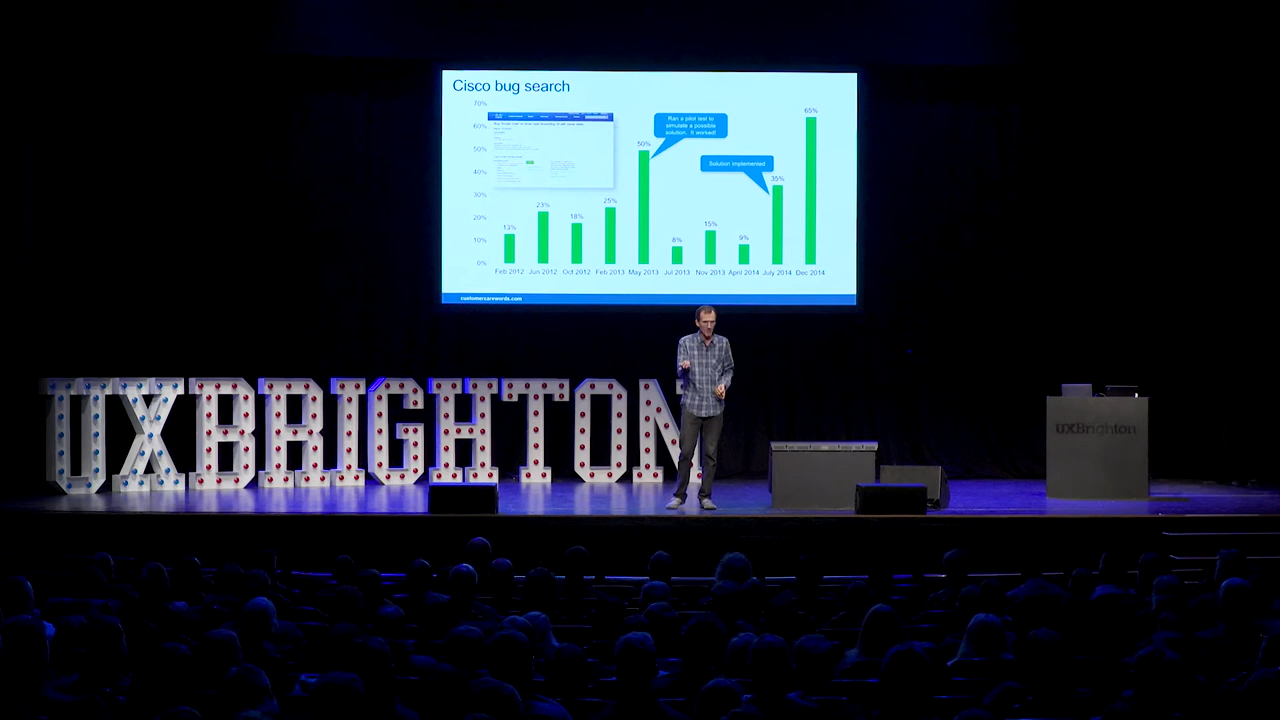 Cisco bug search
70%
60%
50%
40%
30%
20%
10%
0%
13%
23%
18%
25%
50%
8%
15%
9%
35%
65%
Ran a pilot test to
simulate a possible
solution. It worked!
Solution implemented
Feb 2012 Jun 2012 Oct 2012 Feb 2013 May 2013 Jul 2013 Nov 2013 April 2014 July 2014 Dec 2014
customercarewords.com
UXBRIGHTON
UXBrighton